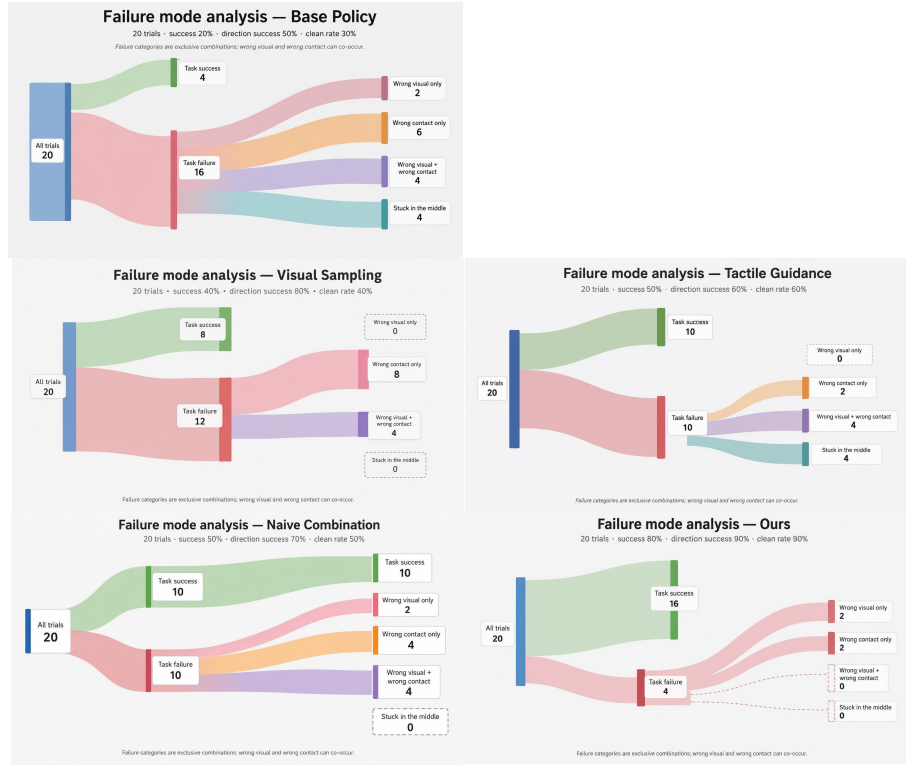 Failure mode analysis — Base Policy
20 trials · success 20% · direction success 50% · clean rate 30%
Failure categories are exclusive combinations; wrong visual and wrong contact can co-occur.
All trials
20
Task success
4
Task failure
16
Wrong visual only
2
Wrong contact only
6
Wrong visual +
wrong contact
4
Stuck in the middle
4
Failure mode analysis — Visual Sampling
20 trials • success 40% • direction success 80% • clean rate 40%
All trials
20
Task success
8
Task failure
12
Wrong visual only
0
Wrong contact only
8
Wrong visual +
wrong contact
4
Stuck in the middle
0
Failure categories are exclusive combinations; wrong visual and wrong contact can co-occur.
Failure mode analysis — Tactile Guidance
20 trials · success 50% · direction success 60% · clean rate 60%
All trials
20
Task success
10
Task failure
10
Wrong visual only
0
Wrong contact only
2
Wrong visual + wrong contact
4
Stuck in the middle
4
Failure categories are exclusive combinations; wrong visual and wrong contact can co-occur.
Failure mode analysis — Naive Combination
20 trials · success 50% · direction success 70% · clean rate 50%
All trials
20
Task success
10
Task failure
10
Task success
10
Wrong visual only
2
Wrong contact only
4
Wrong visual +
wrong contact
4
Stuck in the middle
0
Failure categories are exclusive combinations; wrong visual and wrong contact can co-occur.
Failure mode analysis — Ours
20 trials · success 80% · direction success 90% · clean rate 90%
All trials
20
Task success
16
Task failure
4
Wrong visual only
2
Wrong contact only
2
Wrong visual +
wrong contact
0
Stuck in the middle
0
Failure categories are exclusive combinations; wrong visual and wrong contact can co-occur.